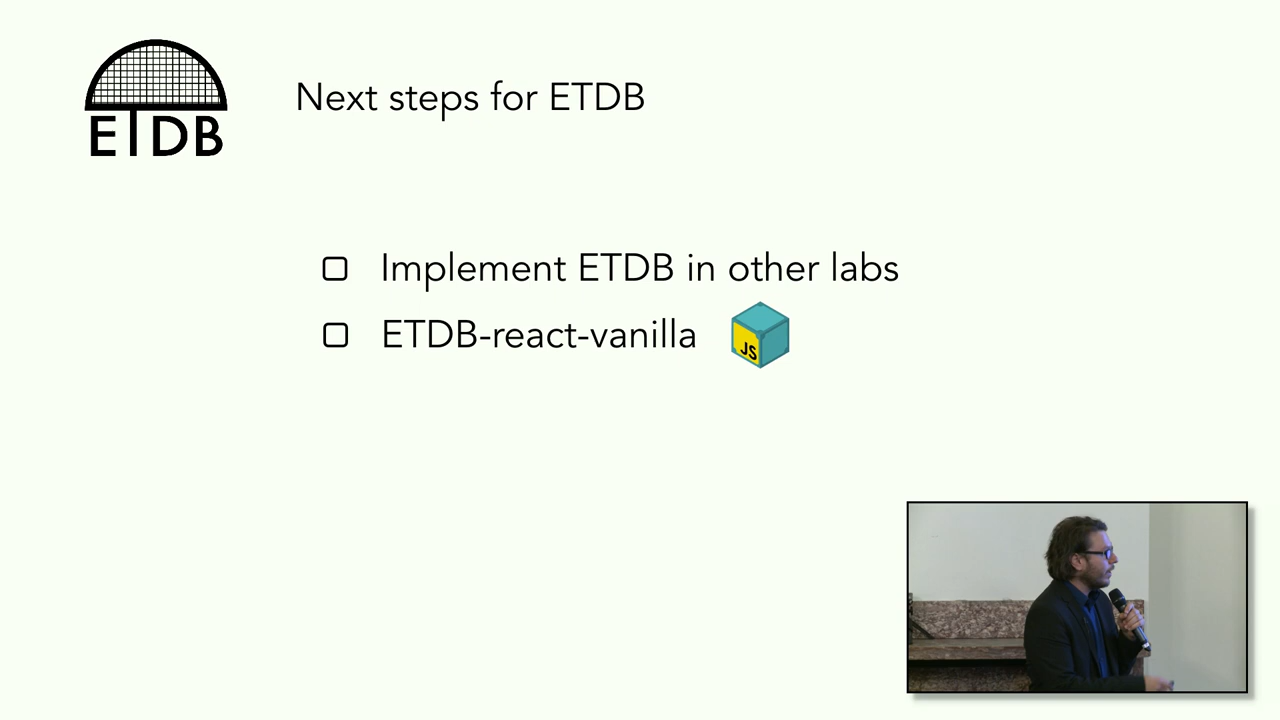 ETDB
Next steps for ETDB
Implement ETDB in other labs
ETDB-react-vanilla
JS